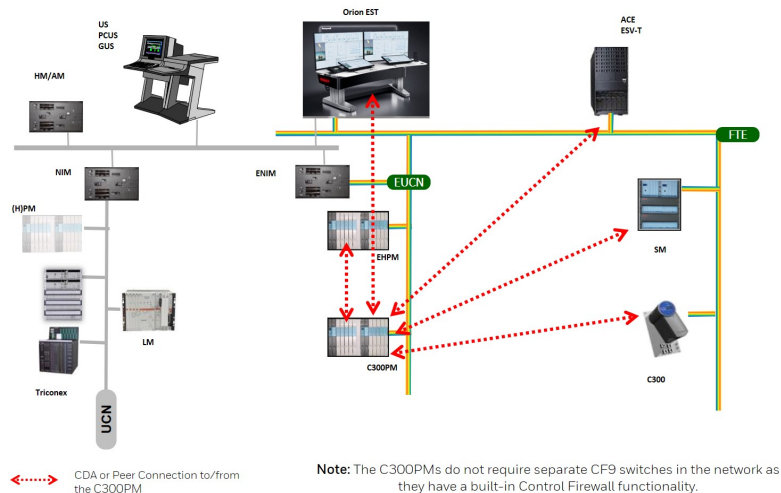 US
PCUS
GUS
Orion EST
ACE
ESV-T
HM/AM
FTE
NIM
ENIM
EUCN
(H)PM
EHPM
SM
LM
C300PM
C300
Triconex
UCN
CDA or Peer Connection to/from
the C300PM
Note: The C300PMs do not require separate CF9 switches in the network as
they have a built-in Control Firewall functionality.